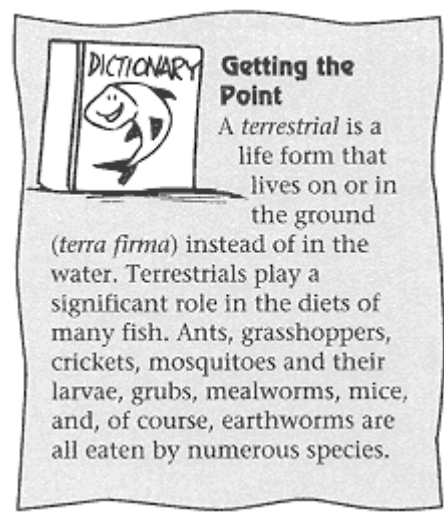 DICTIONARY
Getting the
Point
A terrestrial is a
life form that
lives on or in
the ground
(terra firma) instead of in the
water. Terrestrials play a
significant role in the diets of
many fish. Ants, grasshoppers,
crickets, mosquitoes and their
larvae, grubs, mealworms, mice,
and, of course, earthworms are
all eaten by numerous species.